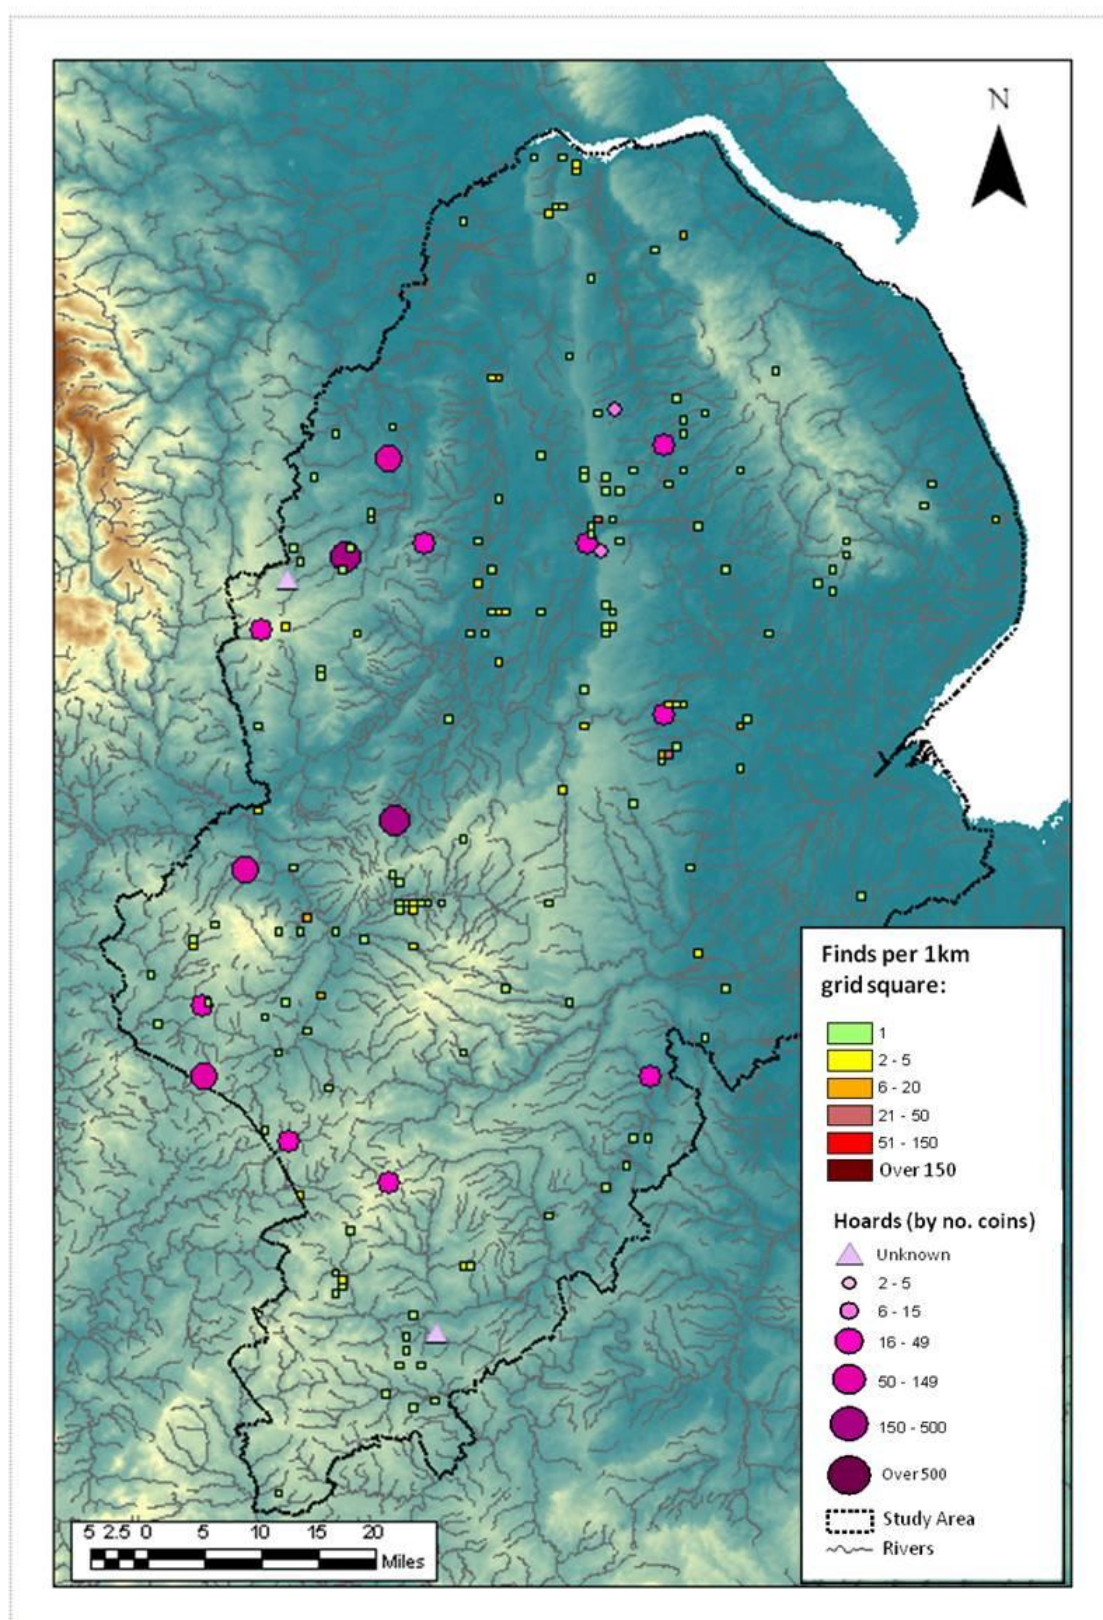 N
Finds per 1km
grid square:
1
2 - 5
6 - 20
21 - 50
51 - 150
Over 150
Hoards (by no. coins)
Unknown
2 - 5
6 - 15
16 - 49
50 - 149
150 - 500
Over 500
Study Area
Rivers
5 2.5 0 5 10 15 20
Miles